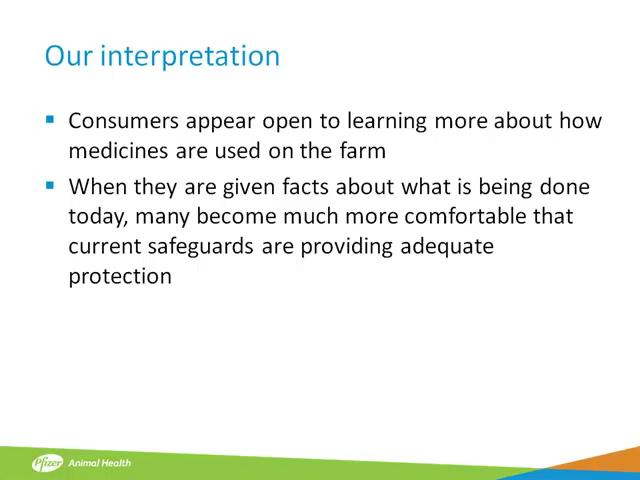 Our interpretation
Consumers appear open to learning more about how
medicines are used on the farm
When they are given facts about what is being done
today, many become much more comfortable that
current safeguards are providing adequate
protection
Pfizer Animal Health